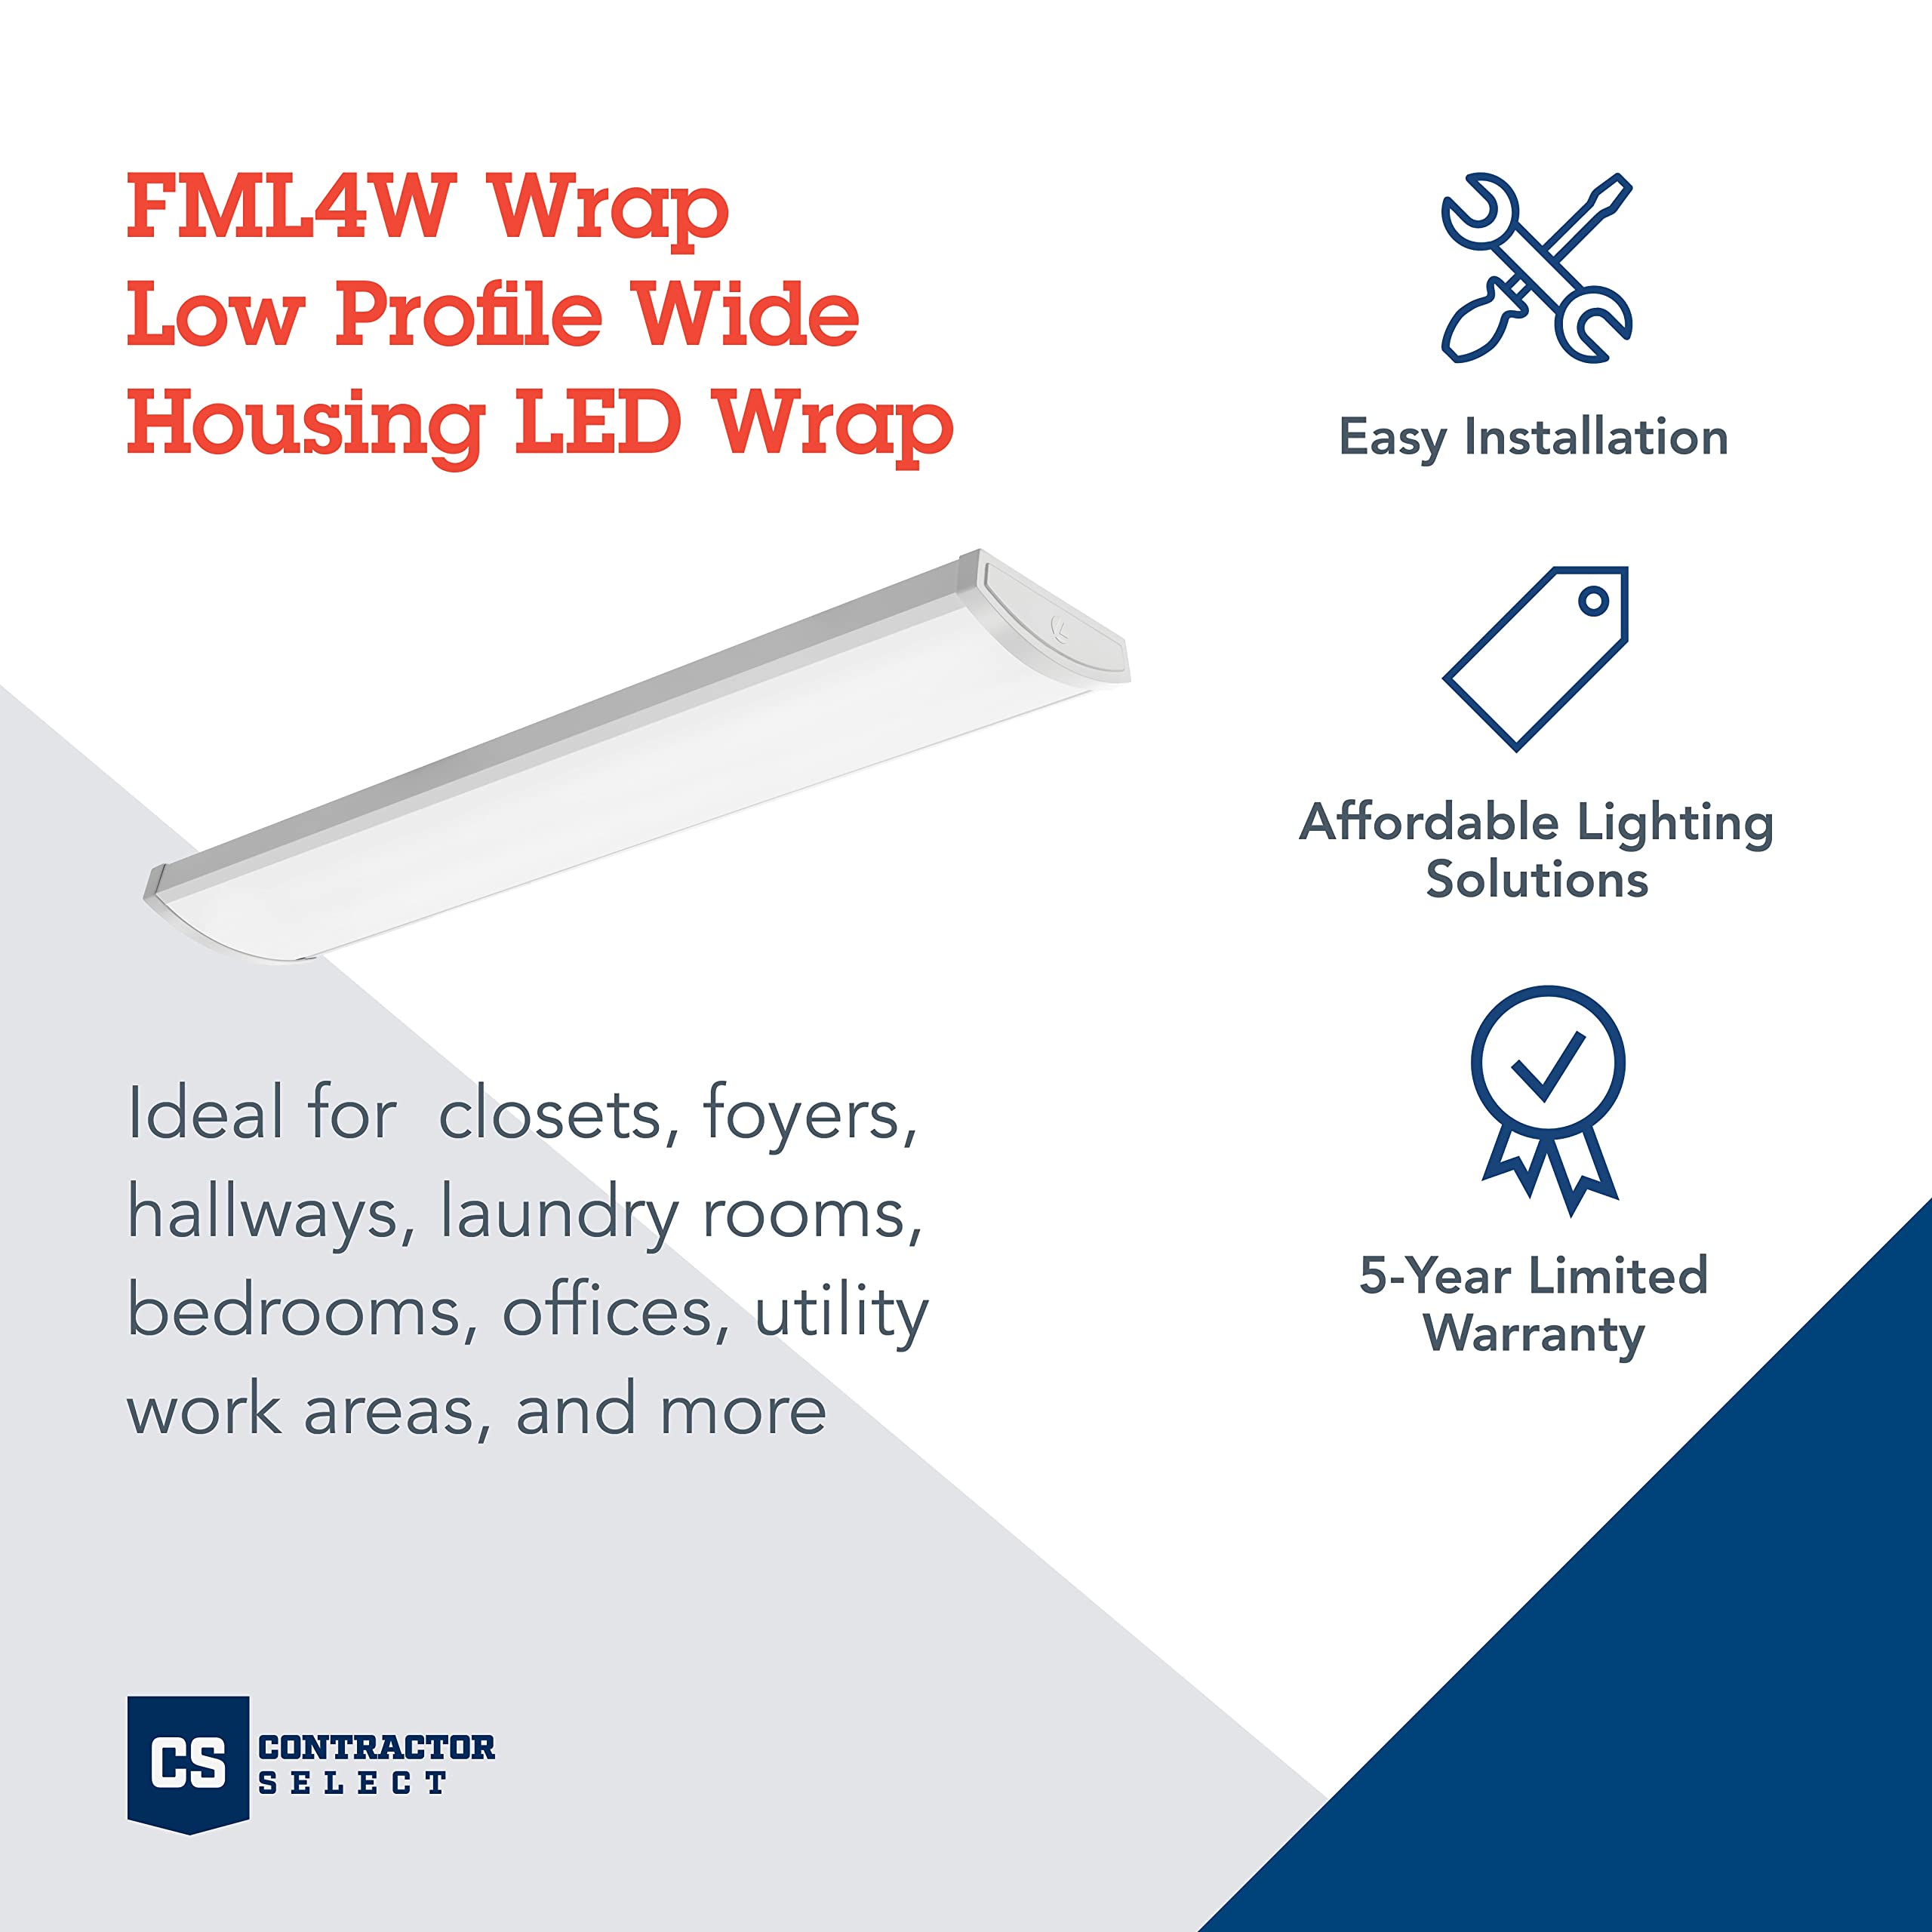 FML4W Wrap
Low Profile Wide
Housing LED Wrap
Easy Installation
Affordable Lighting
Solutions
5-Year Limited
Warranty
Ideal for closets, foyers,
hallways, laundry rooms,
bedrooms, offices, utility
work areas, and more
CS
CONTRACTOR
SELECT